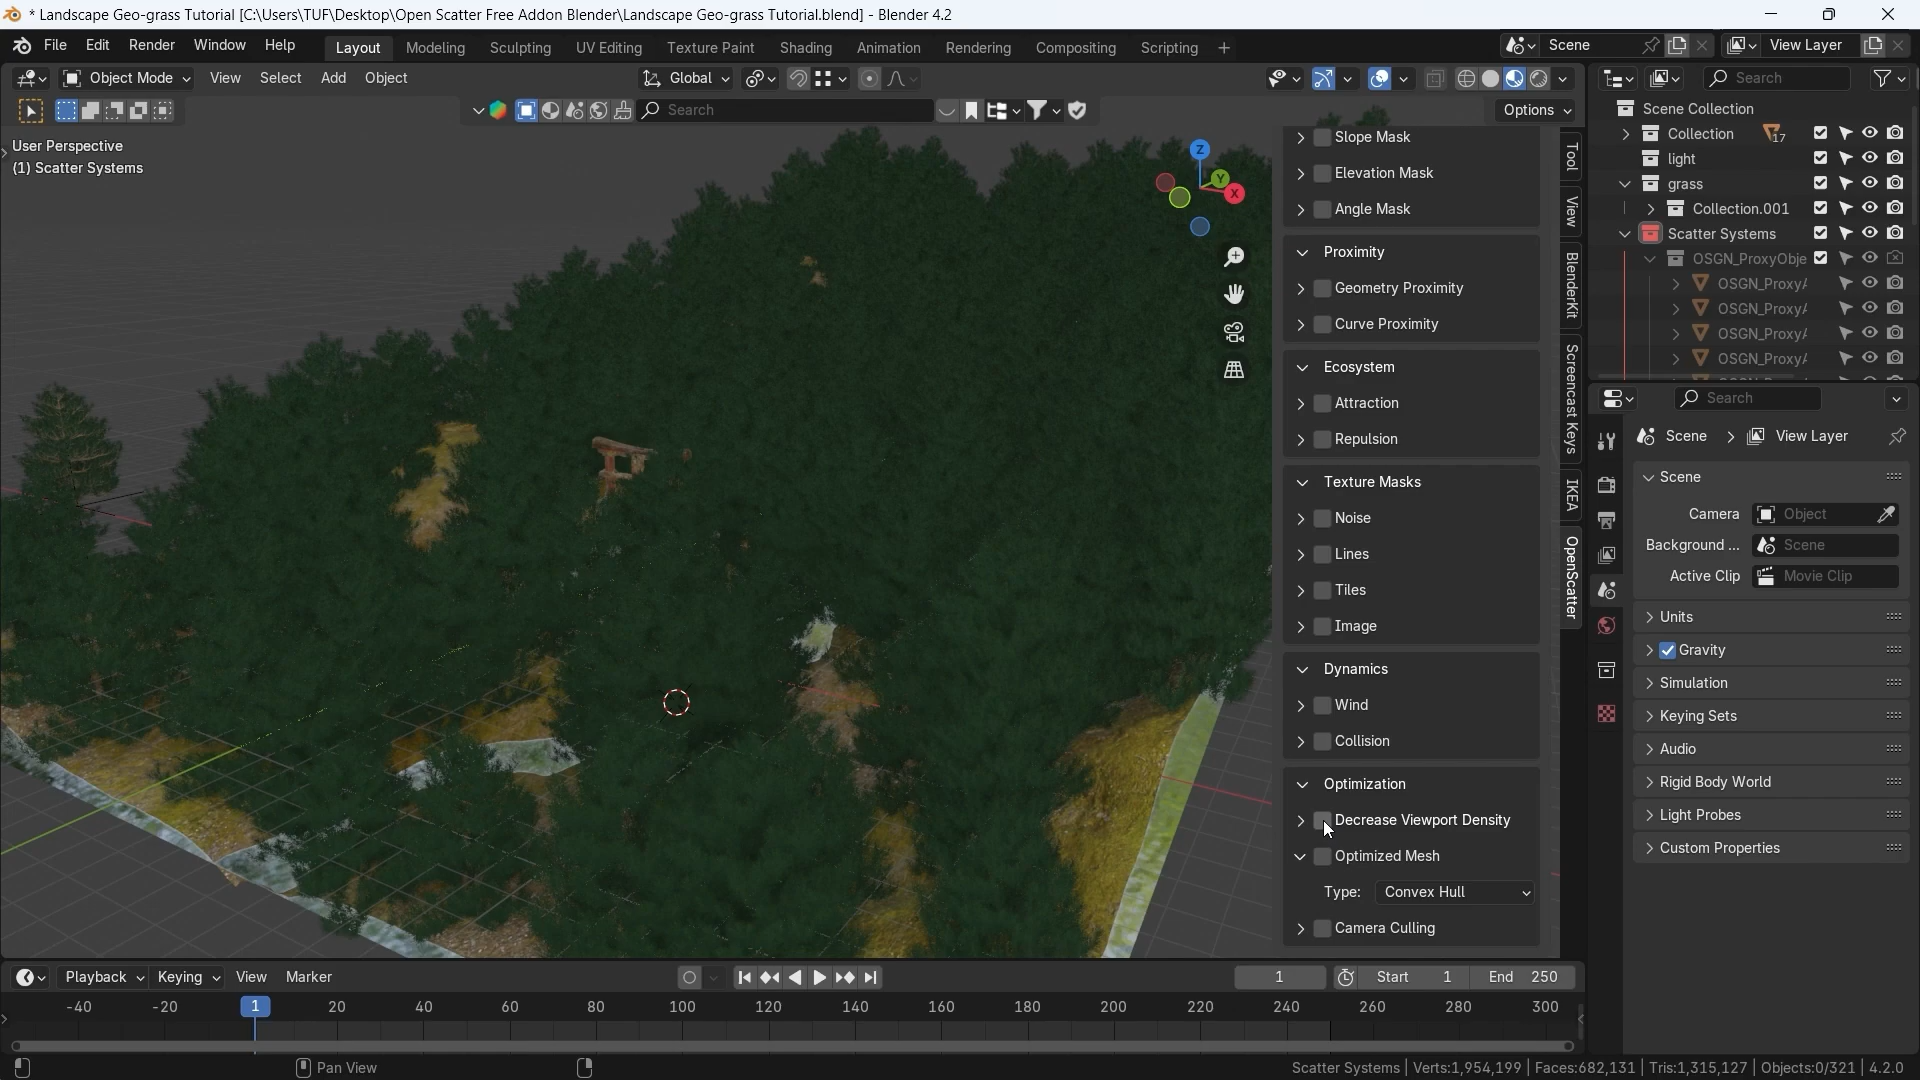 * Landscape Geo-grass Tutorial [C:\Users\TUF\Desktop\Open Scatter Free Addon Blender\Landscape Geo-grass Tutorial.blend] - Blender 4.2
File Edit Render Window Help Layout Modeling Sculpting UV Editing Texture Paint Shading Animation Rendering Compositing Scripting + Scene View Layer
Object Mode View Select Add Object Global Search
Search Options
User Perspective
(1) Scatter Systems
Z
Y
X
Slope Mask
Elevation Mask
Angle Mask
Proximity
Geometry Proximity
Curve Proximity
Ecosystem
Attraction
Repulsion
Texture Masks
Noise
Lines
Tiles
Image
Dynamics
Wind
Collision
Optimization
Decrease Viewport Density
Optimized Mesh
Type: Convex Hull
Camera Culling
Tool
View
BlenderKit
Screencast Keys
IKEA
OpenScatter
Scene Collection
Collection 17
light
grass
Collection.001
Scatter Systems
OSGN_ProxyObje
OSGN_ProxyA
OSGN_ProxyA
OSGN_ProxyA
OSGN_ProxyA
Search
Scene View Layer
Scene
Camera Object
Background ... Scene
Active Clip Movie Clip
Units
Gravity
Simulation
Keying Sets
Audio
Rigid Body World
Light Probes
Custom Properties
Playback Keying View Marker 1 Start 1 End 250
-40 -20 1 20 40 60 80 100 120 140 160 180 200 220 240 260 280 300
Pan View Scatter Systems | Verts:1,954,199 | Faces:682,131 | Tris:1,315,127 | Objects:0/321 | 4.2.0